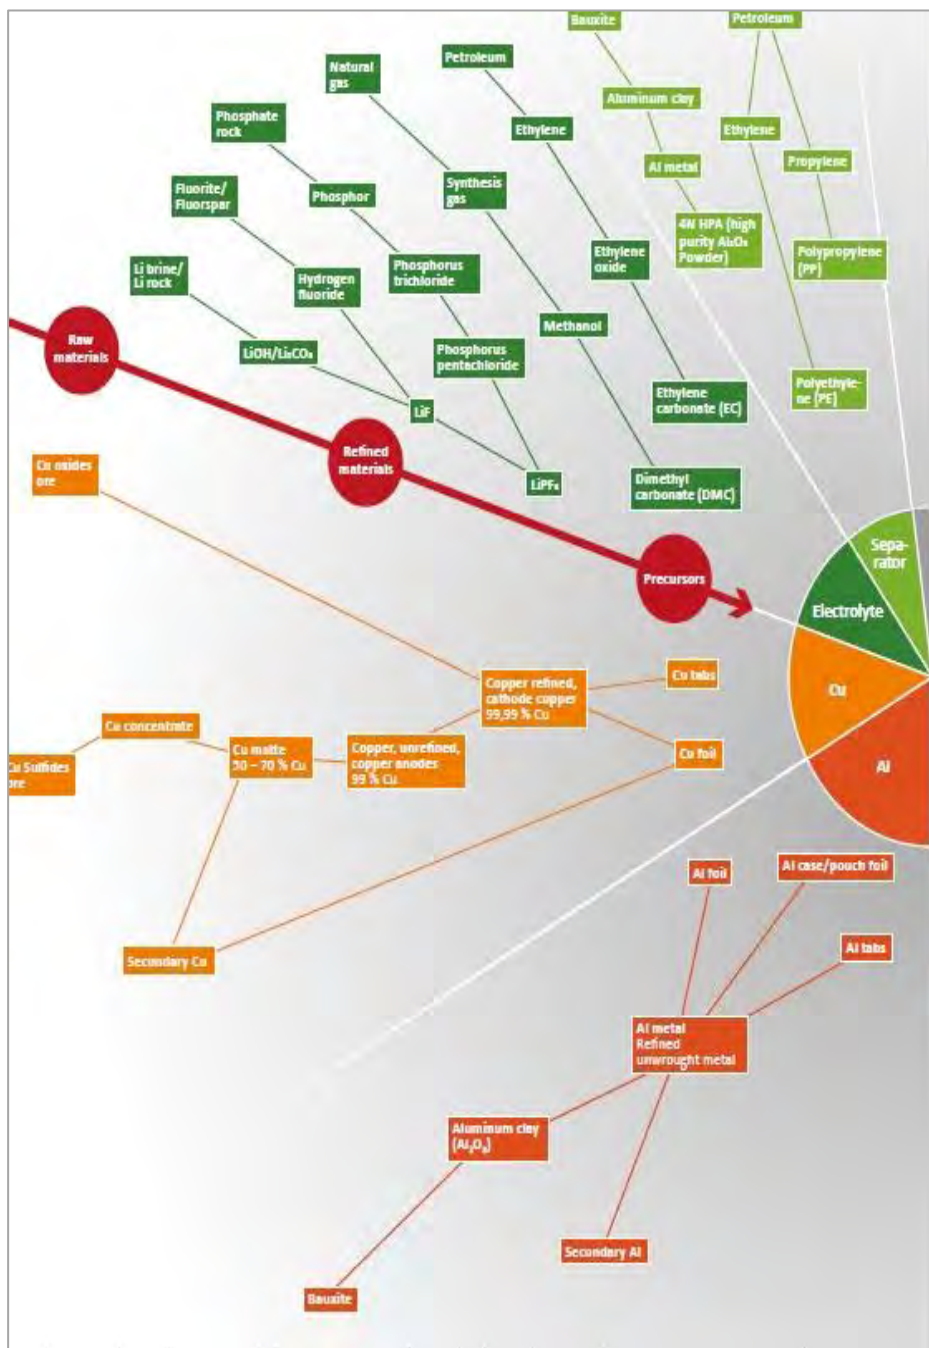 Bauxite
Petroleum
Petroleum
Natural
gas
Aluminum clay
Phosphate
rock
Ethylene
Ethylene
Al metal
Propylene
Fluorite/
Fluorspar
Phosphor
Synthesis
gas
4N HPA (high
purity Al₂O₃
Powder)
Li brine/
Li rock
Hydrogen
fluoride
Phosphorus
trichloride
Ethylene
oxide
Polypropylene
(PP)
Raw
materials
LiOH/Li₂CO₃
Methanol
Phosphorus
pentachloride
Ethylene
carbonate (EC)
Polyethyle-
ne (PE)
LiF
Refined
materials
Cu oxides
ore
LiPF₆
Dimethyl
carbonate (DMC)
Precursors
Sepa-
rator
Electrolyte
Cu
Al
Copper refined,
cathode copper
99,99 % Cu
Cu tabs
Cu concentrate
Cu matte
30 – 70 % Cu
Copper, unrefined,
copper anodes
99 % Cu
Cu foil
Cu Sulfides
ore
Al foil
Al case/pouch foil
Secundary Cu
Al tabs
Al metal
Refined
unwrought metal
Aluminum clay
(Al₂O₃)
Secundary Al
Bauxite